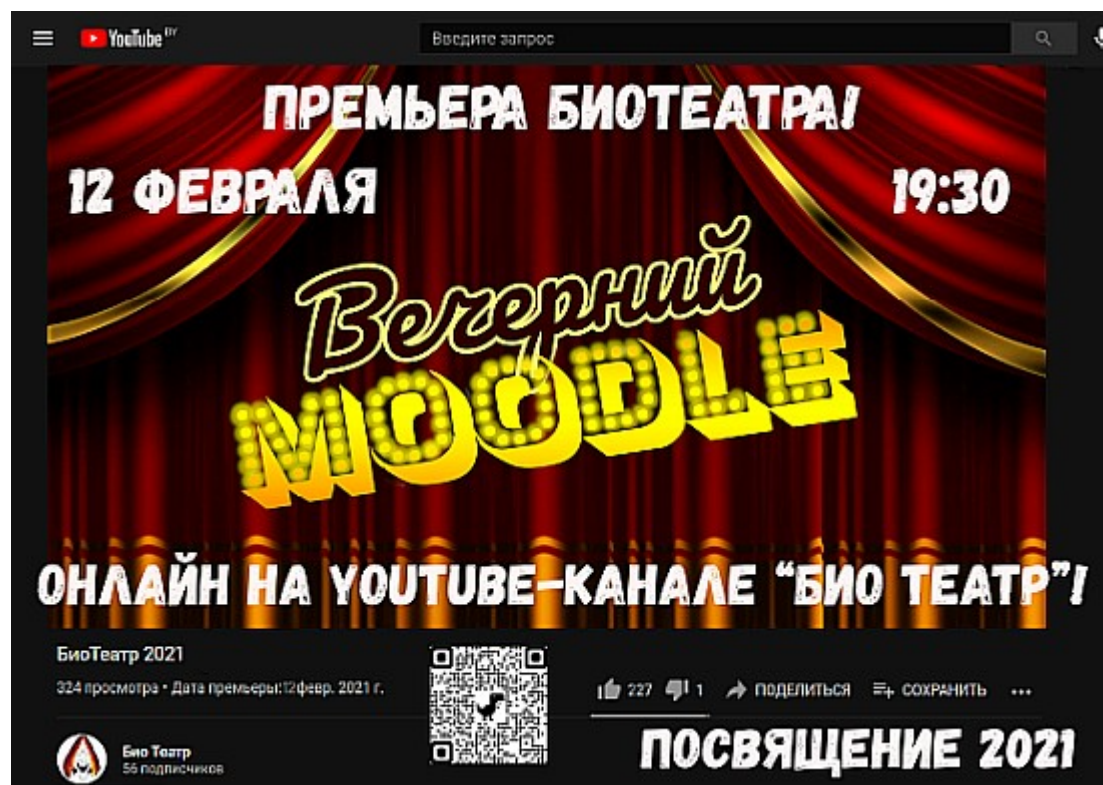 YouTube BY
Введите запрос
ПРЕМЬЕРА БИОТЕАТРА!
12 ФЕВРАЛЯ
19:30
Вечерний
MOODLE
ОНЛАЙН НА YOUTUBE-КАНАЛЕ “БИО ТЕАТР”!
БиоТеатр 2021
324 просмотра • Дата премьеры:12февр. 2021 г.
227 1 ПОДЕЛИТЬСЯ СОХРАНИТЬ
ПОСВЯЩЕНИЕ 2021
Био Театр
56 подписчиков